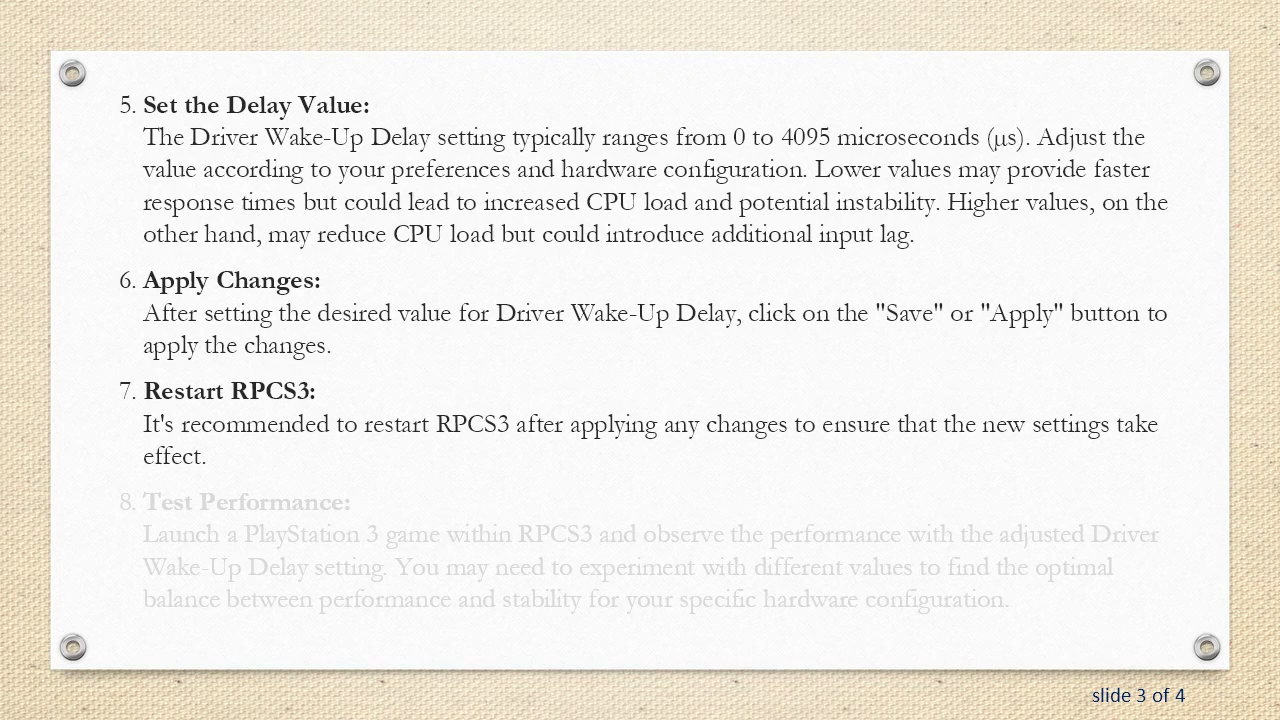 5. Set the Delay Value:
The Driver Wake-Up Delay setting typically ranges from 0 to 4095 microseconds (µs). Adjust the
value according to your preferences and hardware configuration. Lower values may provide faster
response times but could lead to increased CPU load and potential instability. Higher values, on the
other hand, may reduce CPU load but could introduce additional input lag.
6. Apply Changes:
After setting the desired value for Driver Wake-Up Delay, click on the "Save" or "Apply" button to
apply the changes.
7. Restart RPCS3:
It's recommended to restart RPCS3 after applying any changes to ensure that the new settings take
effect.
8. Test Performance:
Launch a PlayStation 3 game within RPCS3 and observe the performance with the adjusted Driver
Wake-Up Delay setting. You may need to experiment with different values to find the optimal
balance between performance and stability for your specific hardware configuration.
slide 3 of 4